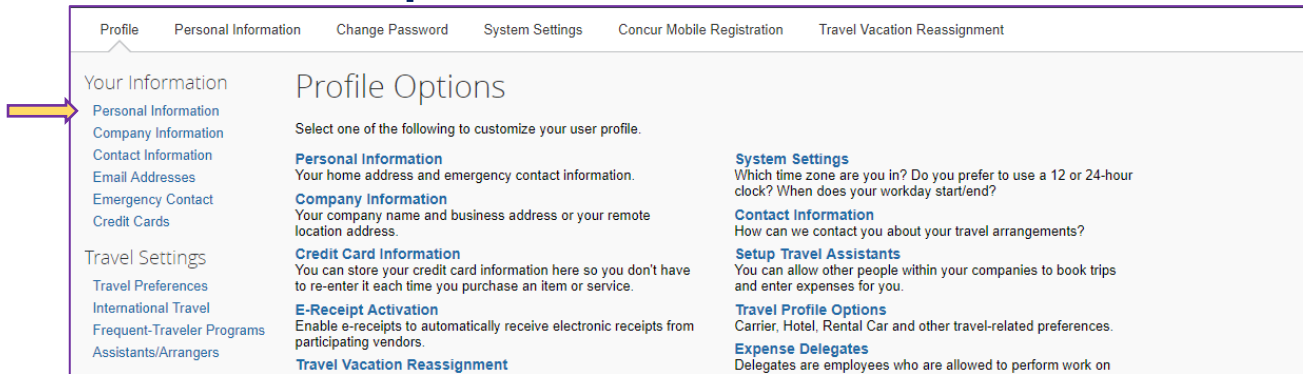 Profile Personal Information Change Password System Settings Concur Mobile Registration Travel Vacation Reassignment
Your Information
Personal Information
Company Information
Contact Information
Email Addresses
Emergency Contact
Credit Cards
Travel Settings
Travel Preferences
International Travel
Frequent-Traveler Programs
Assistants/Arrangers
Profile Options
Select one of the following to customize your user profile.
Personal Information
Your home address and emergency contact information.
Company Information
Your company name and business address or your remote
location address.
Credit Card Information
You can store your credit card information here so you don't have
to re-enter it each time you purchase an item or service.
E-Receipt Activation
Enable e-receipts to automatically receive electronic receipts from
participating vendors.
Travel Vacation Reassignment
System Settings
Which time zone are you in? Do you prefer to use a 12 or 24-hour
clock? When does your workday start/end?
Contact Information
How can we contact you about your travel arrangements?
Setup Travel Assistants
You can allow other people within your companies to book trips
and enter expenses for you.
Travel Profile Options
Carrier, Hotel, Rental Car and other travel-related preferences.
Expense Delegates
Delegates are employees who are allowed to perform work on